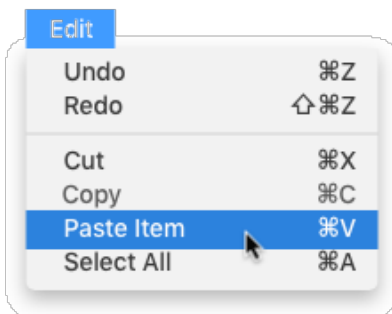 Edit
Undo ⌘Z
Redo ⇧⌘Z
Cut ⌘X
Copy ⌘C
Paste Item ⌘V
Select All ⌘A